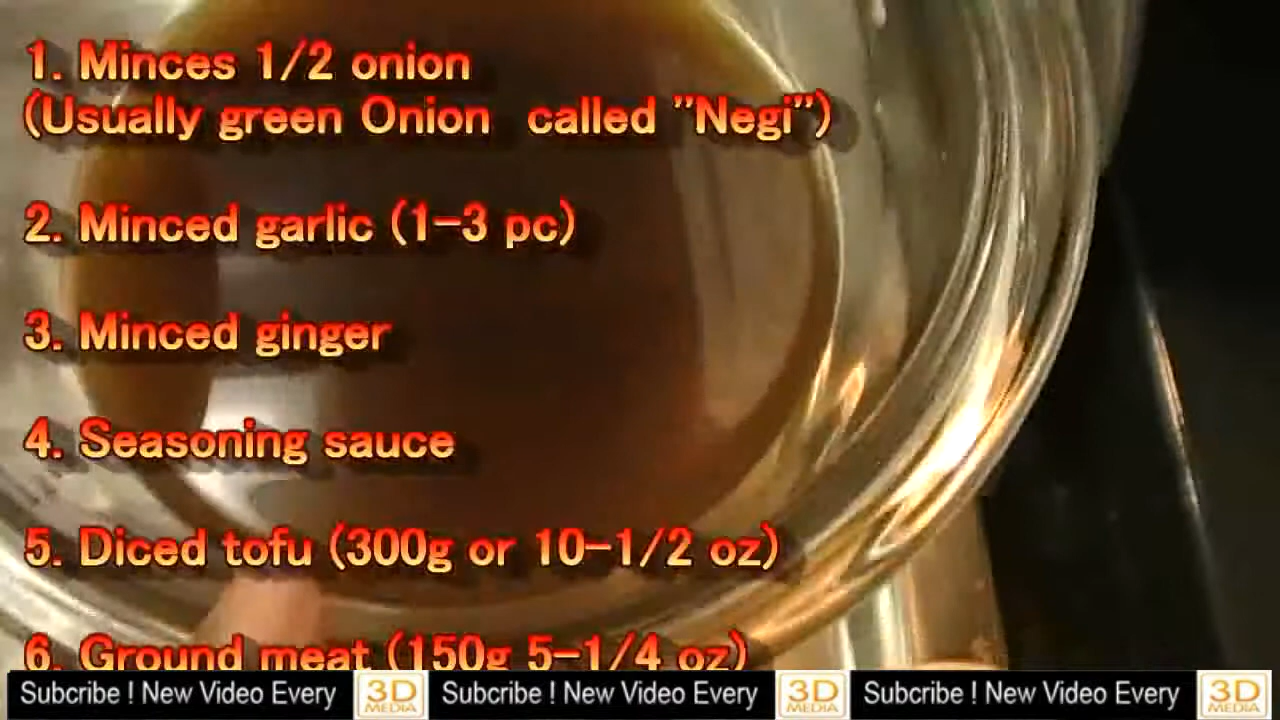 1. Minces 1/2 onion
(Usually green Onion called "Negi")
2. Minced garlic (1-3 pc)
3. Minced ginger
4. Seasoning sauce
5. Diced tofu (300g or 10-1/2 oz)
6. Ground meat (150g 5-1/4 oz)
Subcribe ! New Video Every 3D MEDIA Subcribe ! New Video Every 3D MEDIA Subcribe ! New Video Every 3D MEDIA